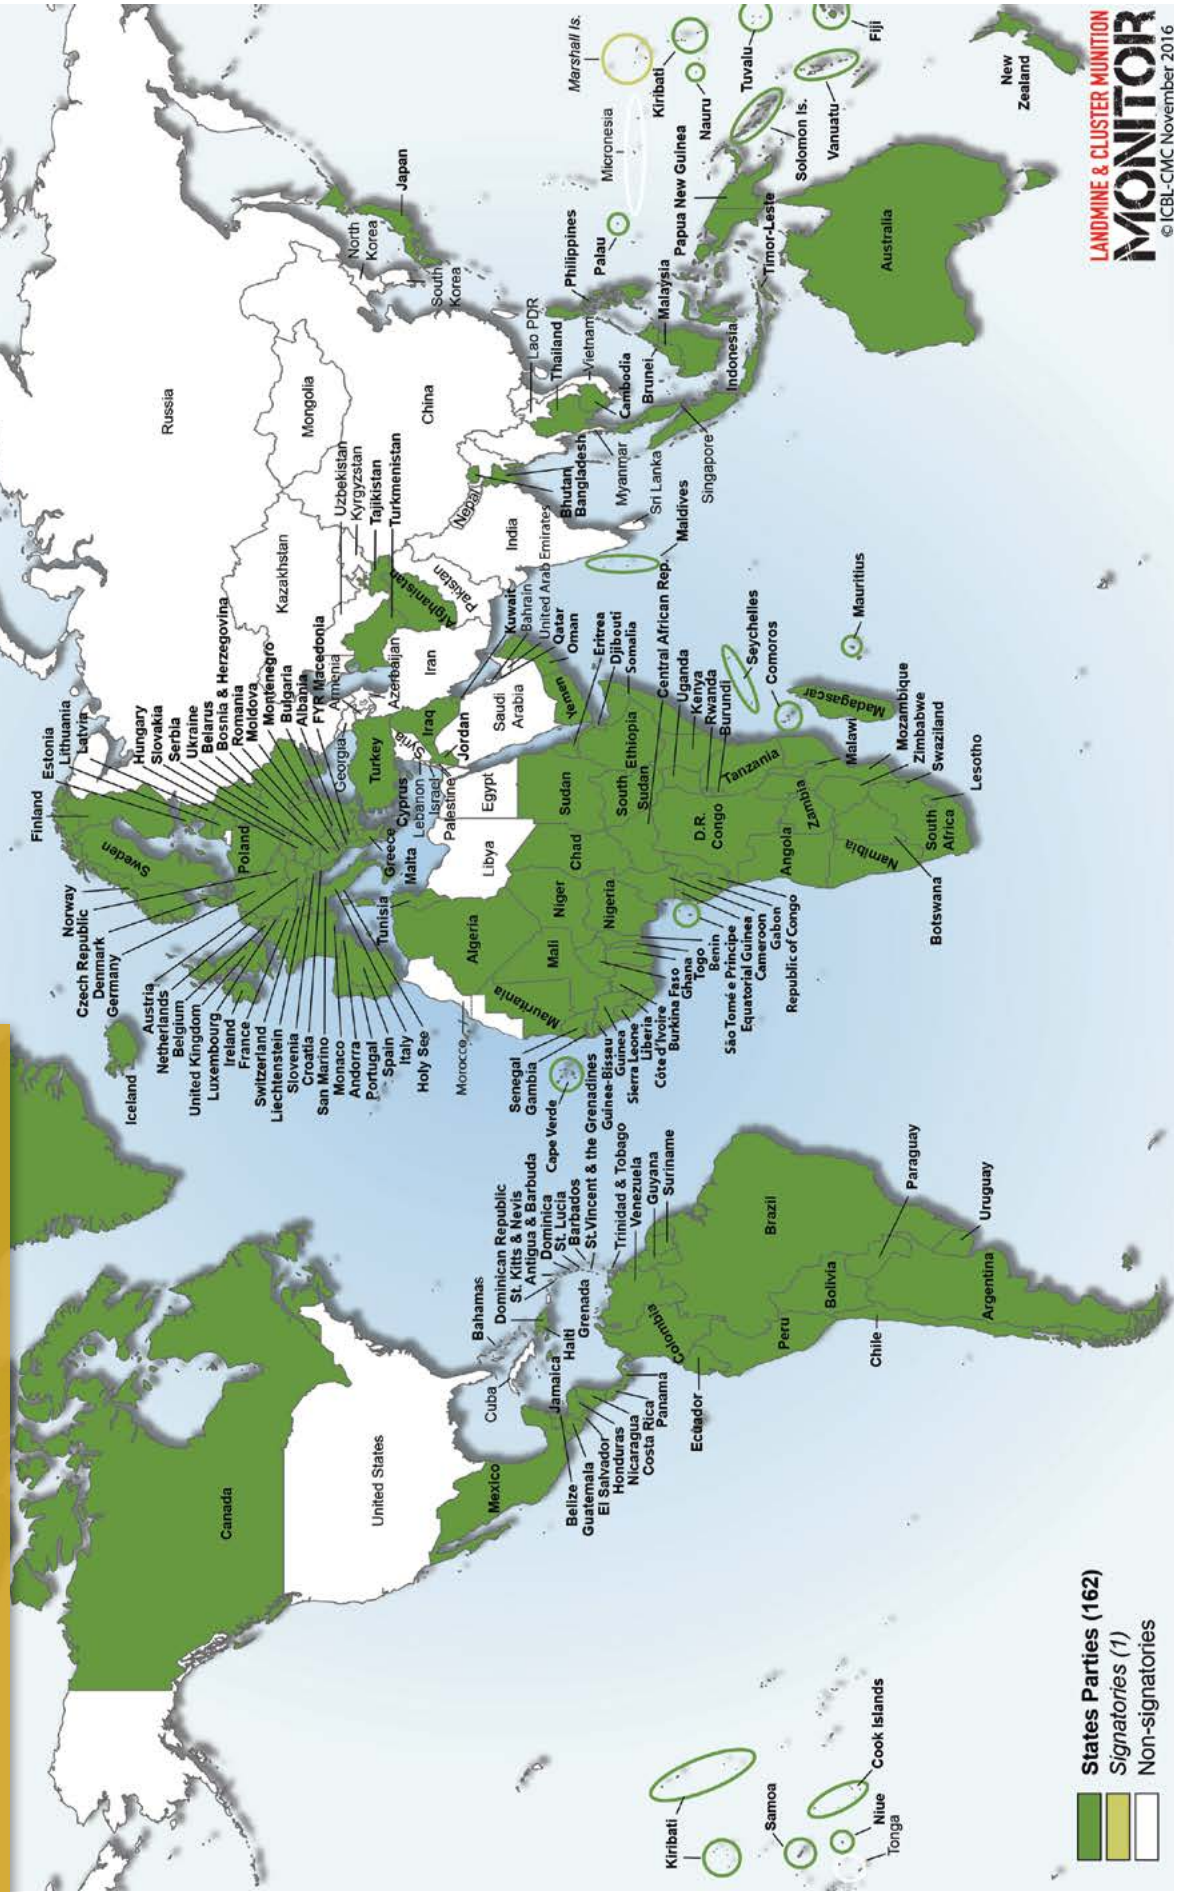 Marshall Is.
Kiribati
Tuvalu
Fiji
Micronesia
Nauru
Palau
Papua New Guinea
Solomon Is.
Vanuatu
New
Zealand
Japan
North
Korea
South
Korea
Philippines
Malaysia
Timor-Leste
Australia
Russia
Mongolia
China
Lao PDR
Thailand
Vietnam
Cambodia
Brunei
Indonesia
Singapore
Myanmar
Sri Lanka
Maldives
Bhutan
Bangladesh
Nepal
India
Pakistan
Afghanistan
Kazakhstan
Uzbekistan
Kyrgyzstan
Tajikistan
Turkmenistan
Iran
Azerbaijan
Armenia
Georgia
Turkey
Iraq
Syria
Jordan
Cyprus
Lebanon
Israel
Palestine
Saudi
Arabia
Kuwait
Bahrain
United Arab Emirates
Qatar
Oman
Yemen
Eritrea
Djibouti
Somalia
Ethiopia
Central African Rep.
Uganda
Kenya
Rwanda
Burundi
Seychelles
Comoros
Mauritius
Madagascar
Malawi
Mozambique
Zimbabwe
Swaziland
Lesotho
Tanzania
Zambia
South
Africa
Namibia
Botswana
Angola
D.R.
Congo
South
Sudan
Sudan
Egypt
Libya
Chad
Niger
Nigeria
Algeria
Mali
Mauritania
Tunisia
Morocco
Finland
Estonia
Lithuania
Latvia
Hungary
Slovakia
Serbia
Ukraine
Belarus
Bosnia & Herzegovina
Romania
Moldova
Montenegro
Bulgaria
Albania
FYR Macedonia
Sweden
Poland
Greece
Malta
Norway
Czech Republic
Denmark
Germany
Iceland
Austria
Netherlands
Belgium
United Kingdom
Luxembourg
Ireland
France
Switzerland
Liechtenstein
Slovenia
Croatia
San Marino
Monaco
Andorra
Portugal
Spain
Italy
Holy See
Senegal
Gambia
Cape Verde
Guinea-Bissau
Guinea
Sierra Leone
Liberia
Côte d'Ivoire
Burkina Faso
Ghana
Togo
Benin
São Tomé e Príncipe
Equatorial Guinea
Cameroon
Gabon
Republic of Congo
Canada
United States
Mexico
Cuba
Bahamas
Dominican Republic
St. Kitts & Nevis
Antigua & Barbuda
Dominica
St. Lucia
Barbados
St.Vincent & the Grenadines
Trinidad & Tobago
Venezuela
Guyana
Suriname
Jamaica
Haiti
Grenada
Belize
Guatemala
El Salvador
Honduras
Nicaragua
Costa Rica
Panama
Colombia
Ecuador
Peru
Brazil
Bolivia
Chile
Paraguay
Uruguay
Argentina
Kiribati
Samoa
Cook Islands
Niue
Tonga
States Parties (162)
Signatories (1)
Non-signatories
LANDMINE & CLUSTER MUNITION
MONITOR
© ICBL-CMC November 2016